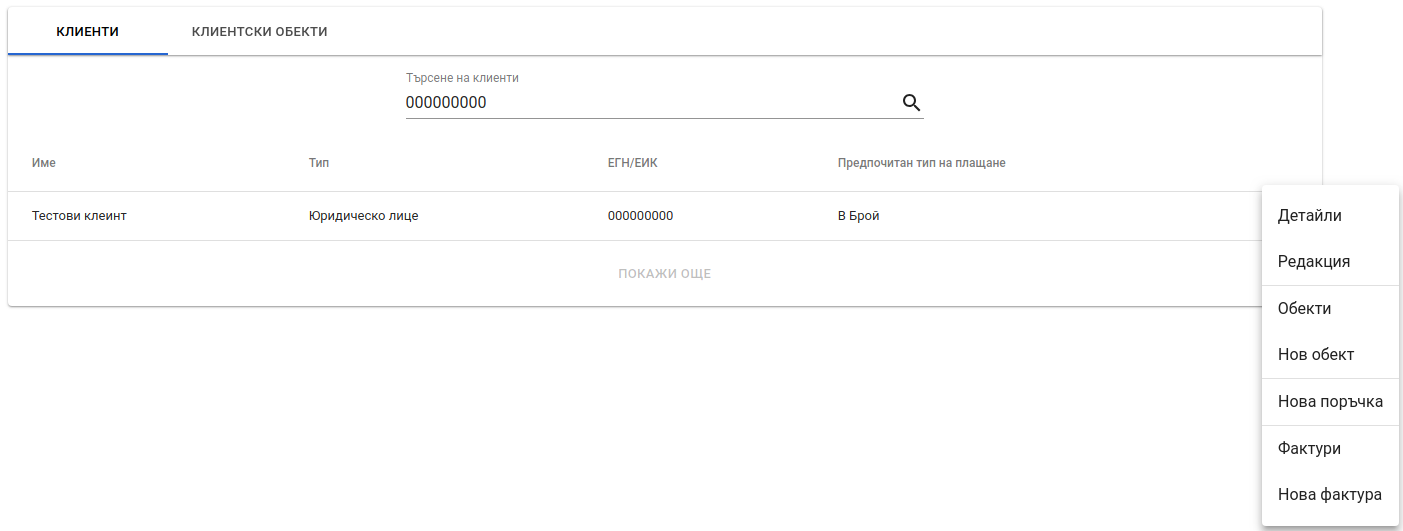 КЛИЕНТИ КЛИЕНТСКИ ОБЕКТИ
Търсене на клиенти
000000000
Име Тип ЕГН/ЕИК Предпочитан тип на плащане
Тестови клеинт Юридическо лице 000000000 В Брой
ПОКАЖИ ОЩЕ
Детайли
Редакция
Обекти
Нов обект
Нова поръчка
Фактури
Нова фактура